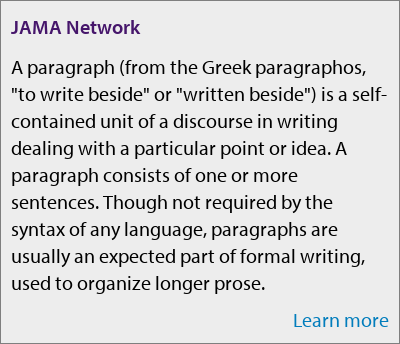 JAMA Network
A paragraph (from the Greek paragraphos,
"to write beside" or "written beside") is a self-
contained unit of a discourse in writing
dealing with a particular point or idea. A
paragraph consists of one or more
sentences. Though not required by the
syntax of any language, paragraphs are
usually an expected part of formal writing,
used to organize longer prose.
Learn more